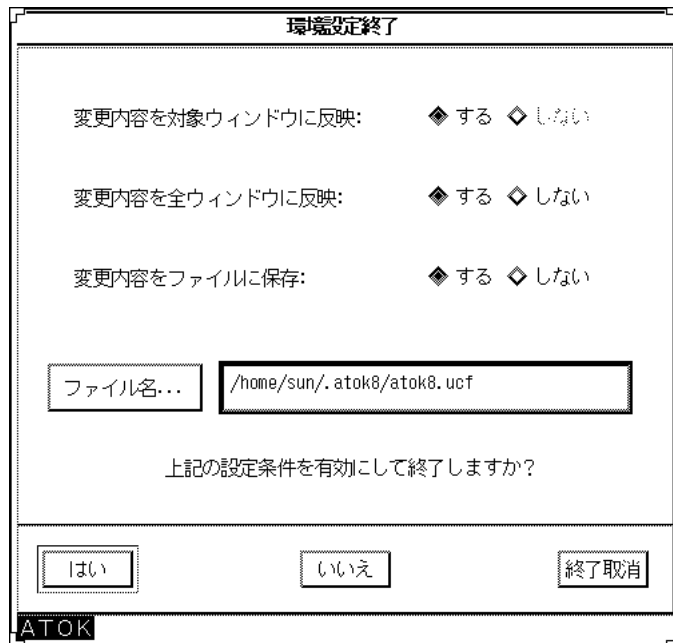 環境設定終了
変更内容を対象ウィンドウに反映: する しない
変更内容を全ウィンドウに反映: する しない
変更内容をファイルに保存: する しない
ファイル名... /home/sun/.atok8/atok8.ucf
上記の設定条件を有効にして終了しますか?
はい いいえ 終了取消
ATOK